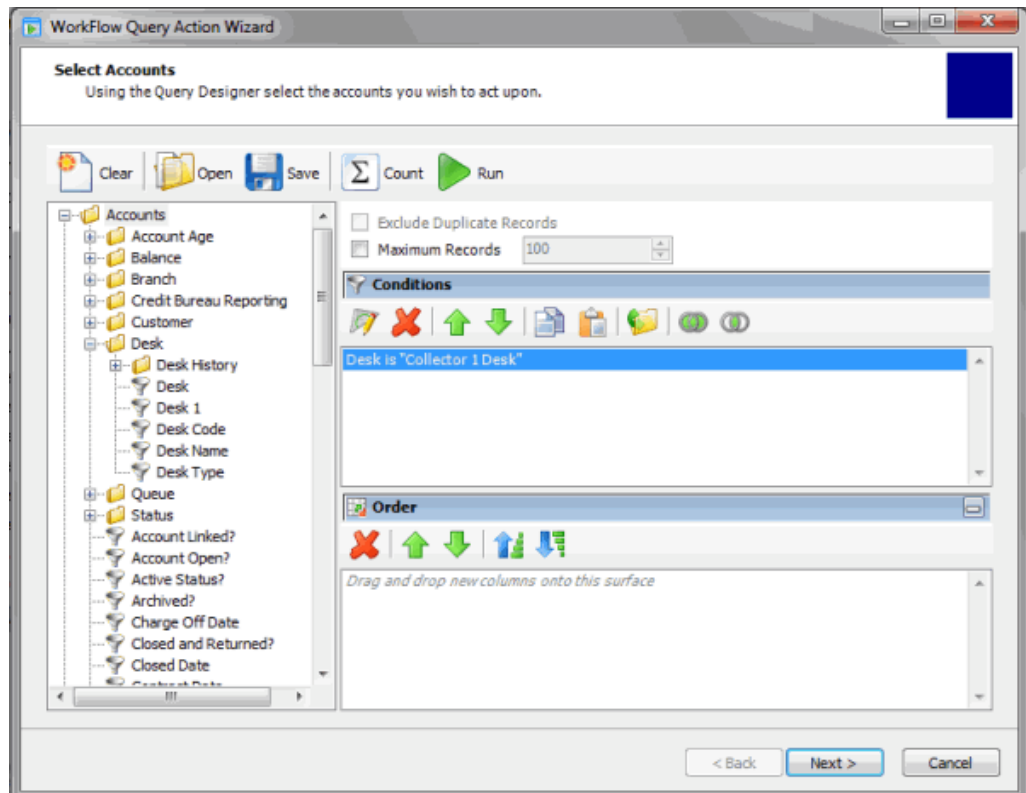 WorkFlow Query Action Wizard
Select Accounts
Using the Query Designer select the accounts you wish to act upon.
Clear Open Save Σ Count Run
Accounts
Account Age
Balance
Branch
Credit Bureau Reporting
Customer
Desk
Desk History
Desk
Desk 1
Desk Code
Desk Name
Desk Type
Queue
Status
Account Linked?
Account Open?
Active Status?
Archived?
Charge Off Date
Closed and Returned?
Closed Date
Exclude Duplicate Records
Maximum Records 100
Conditions
Desk is "Collector 1 Desk"
Order
Drag and drop new columns onto this surface
< Back Next > Cancel